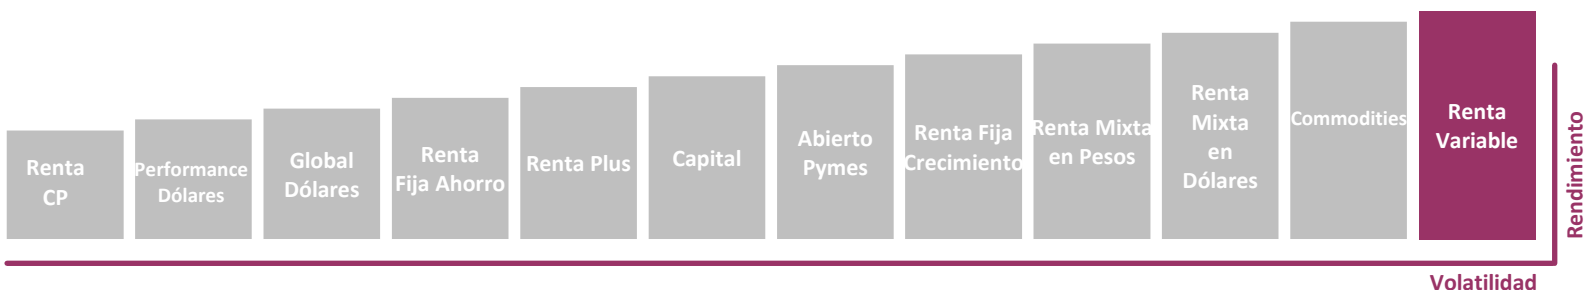 Renta
CP
Performance
Dólares
Global
Dólares
Renta
Fija Ahorro
Renta Plus
Capital
Abierto
Pymes
Renta Fija
Crecimiento
Renta Mixta
en Pesos
Renta
Mixta
en
Dólares
Commodities
Renta
Variable
Rendimiento
Volatilidad